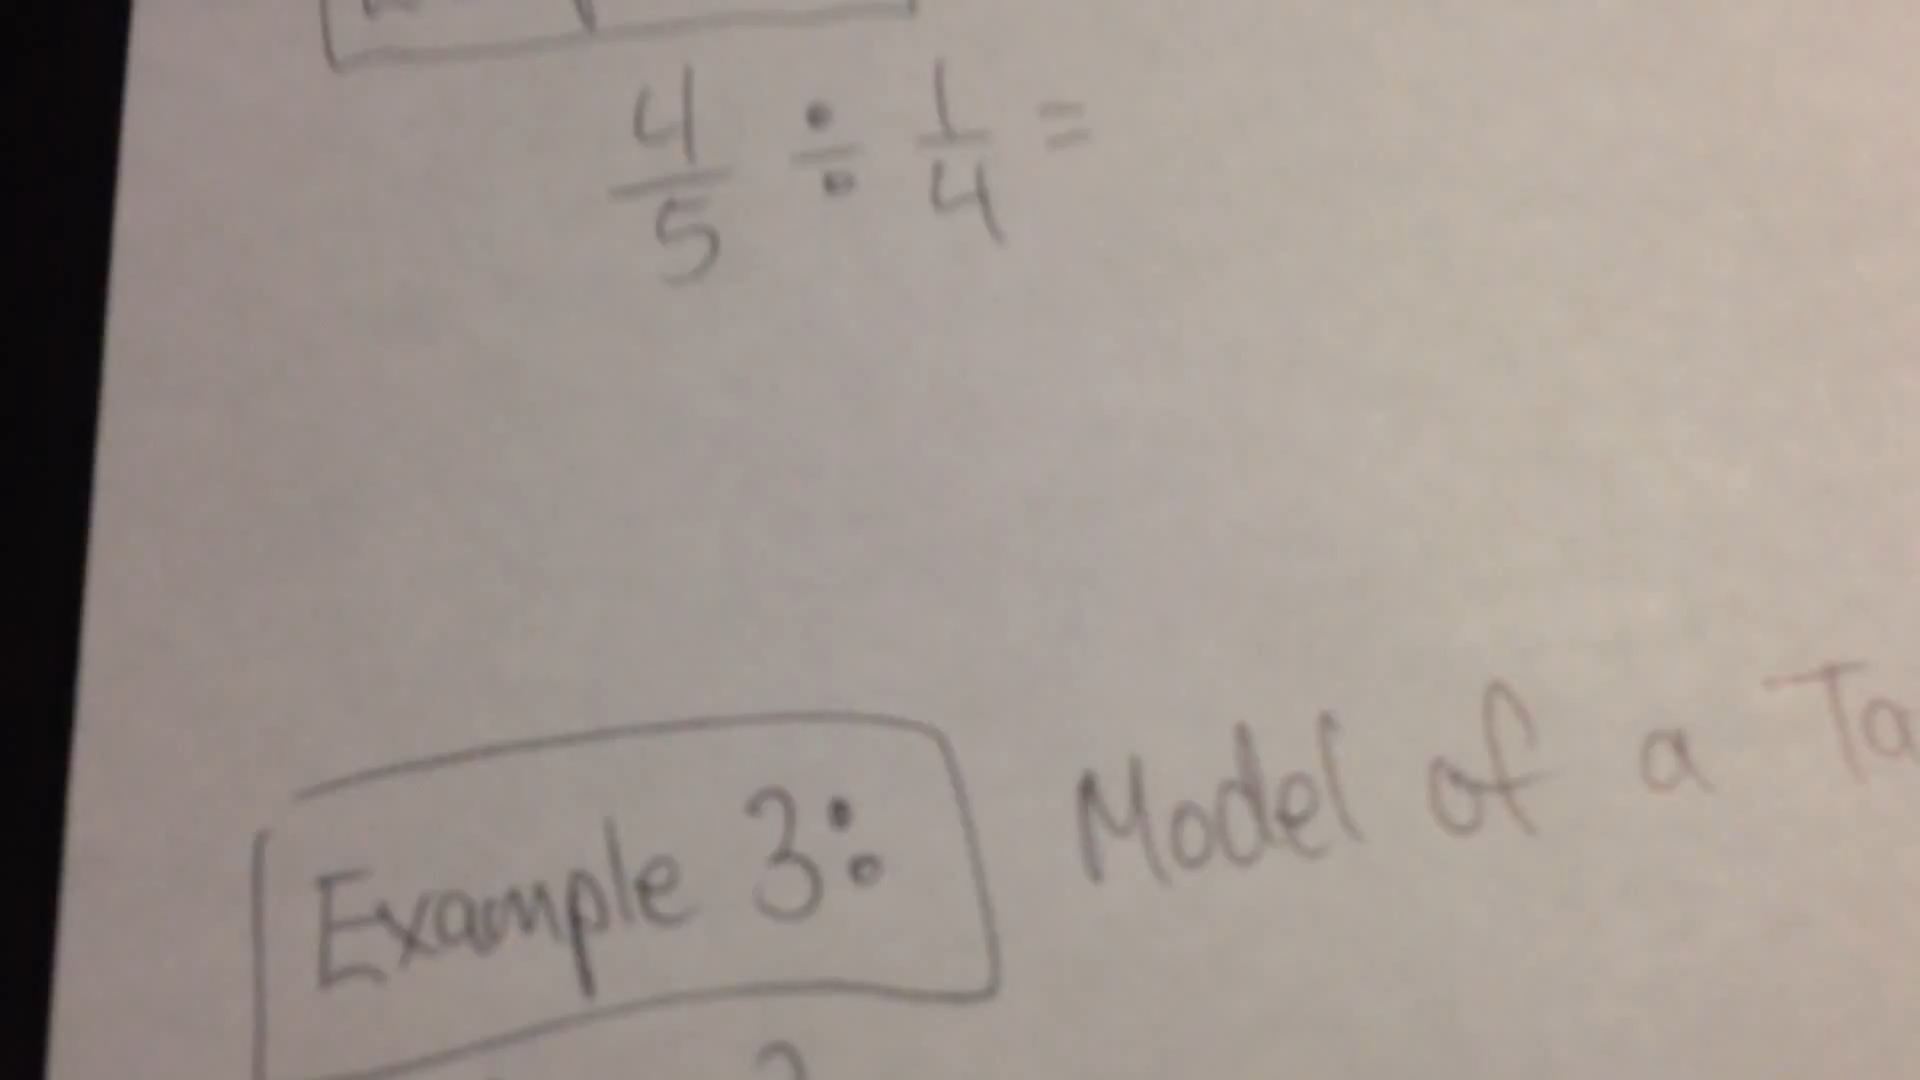 4/5 ÷ 1/4 =
Example 3: Model of a Ta